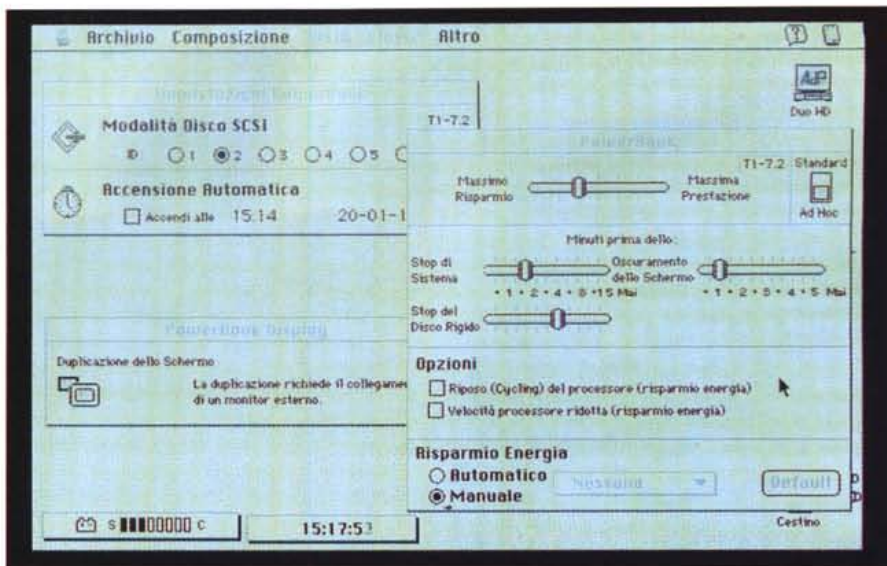 Archivio Composizione Altro
Duo HD
Modalità Disco SCSI
ID 1 2 3 4 5
T1-7.2
Accensione Automatica
Accendi alle 15:14 20-01-1
PowerBook
T1-7.2 Standard
Massimo Risparmio
Massima Prestazione
Ad Hoc
Minuti prima dello:
Stop di Sistema
Oscuramento dello Schermo
• 1 • 2 • 4 • 8 • 15 Mai
• 1 • 2 • 3 • 4 • 5 Mai
Stop del Disco Rigido
PowerBook Display
Duplicazione dello Schermo
La duplicazione richiede il collegame
di un monitor esterno.
Opzioni
Riposo (Cycling) del processore (risparmio energia)
Velocità processore ridotta (risparmio energia)
Risparmio Energia
Automatico
Manuale
Default
S C
15:17:53
Cestino